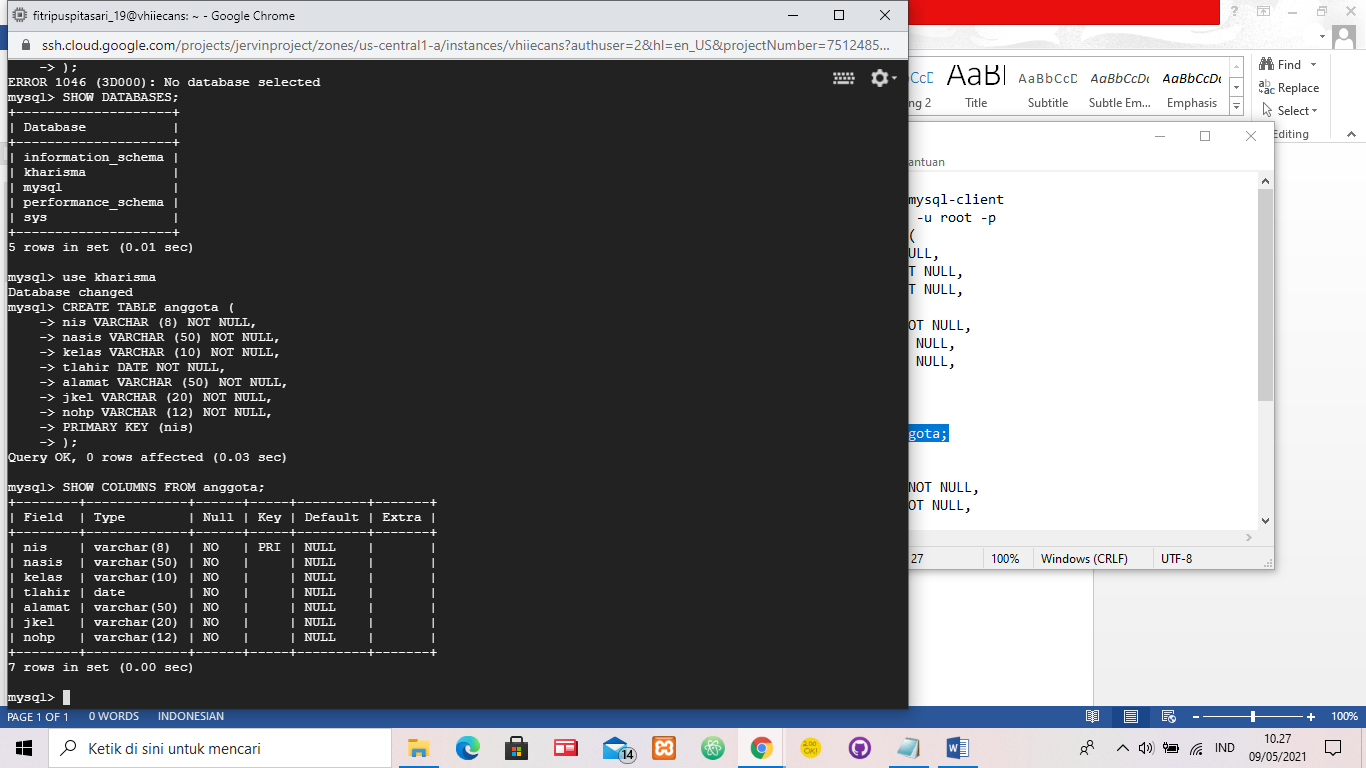 fitripuspitasari_19@vhiiecans: ~ - Google Chrome
ssh.cloud.google.com/projects/jervinproject/zones/us-central1-a/instances/vhiiecans?authuser=2&hl=en_US&projectNumber=7512485...
-> );
ERROR 1046 (3D000): No database selected
mysql> SHOW DATABASES;
+--------------------+
| Database           |
+--------------------+
| information_schema |
| kharisma           |
| mysql              |
| performance_schema |
| sys                |
+--------------------+
5 rows in set (0.01 sec)
mysql> use kharisma
Database changed
mysql> CREATE TABLE anggota (
-> nis VARCHAR (8) NOT NULL,
-> nasis VARCHAR (50) NOT NULL,
-> kelas VARCHAR (10) NOT NULL,
-> tlahir DATE NOT NULL,
-> alamat VARCHAR (50) NOT NULL,
-> jkel VARCHAR (20) NOT NULL,
-> nohp VARCHAR (12) NOT NULL,
-> PRIMARY KEY (nis)
-> );
Query OK, 0 rows affected (0.03 sec)
mysql> SHOW COLUMNS FROM anggota;
+--------+-------------+------+-----+---------+-------+
| Field  | Type        | Null | Key | Default | Extra |
+--------+-------------+------+-----+---------+-------+
| nis    | varchar(8)  | NO   | PRI | NULL    |       |
| nasis  | varchar(50) | NO   |     | NULL    |       |
| kelas  | varchar(10) | NO   |     | NULL    |       |
| tlahir | date        | NO   |     | NULL    |       |
| alamat | varchar(50) | NO   |     | NULL    |       |
| jkel   | varchar(20) | NO   |     | NULL    |       |
| nohp   | varchar(12) | NO   |     | NULL    |       |
+--------+-------------+------+-----+---------+-------+
7 rows in set (0.00 sec)
mysql>
CcD AaBl AaBbCcD AaBbCcDc AaBbCcDc
ng 2 Title Subtitle Subtle Em... Emphasis
Find
Replace
Select
Editing
antuan
mysql-client
-u root -p
(
ULL,
T NULL,
T NULL,
OT NULL,
NULL,
NULL,
gota;
NOT NULL,
OT NULL,
27 100% Windows (CRLF) UTF-8
PAGE 1 OF 1 0 WORDS INDONESIAN 100%
Ketik di sini untuk mencari
14
2.00 OK!
IND
10.27
09/05/2021